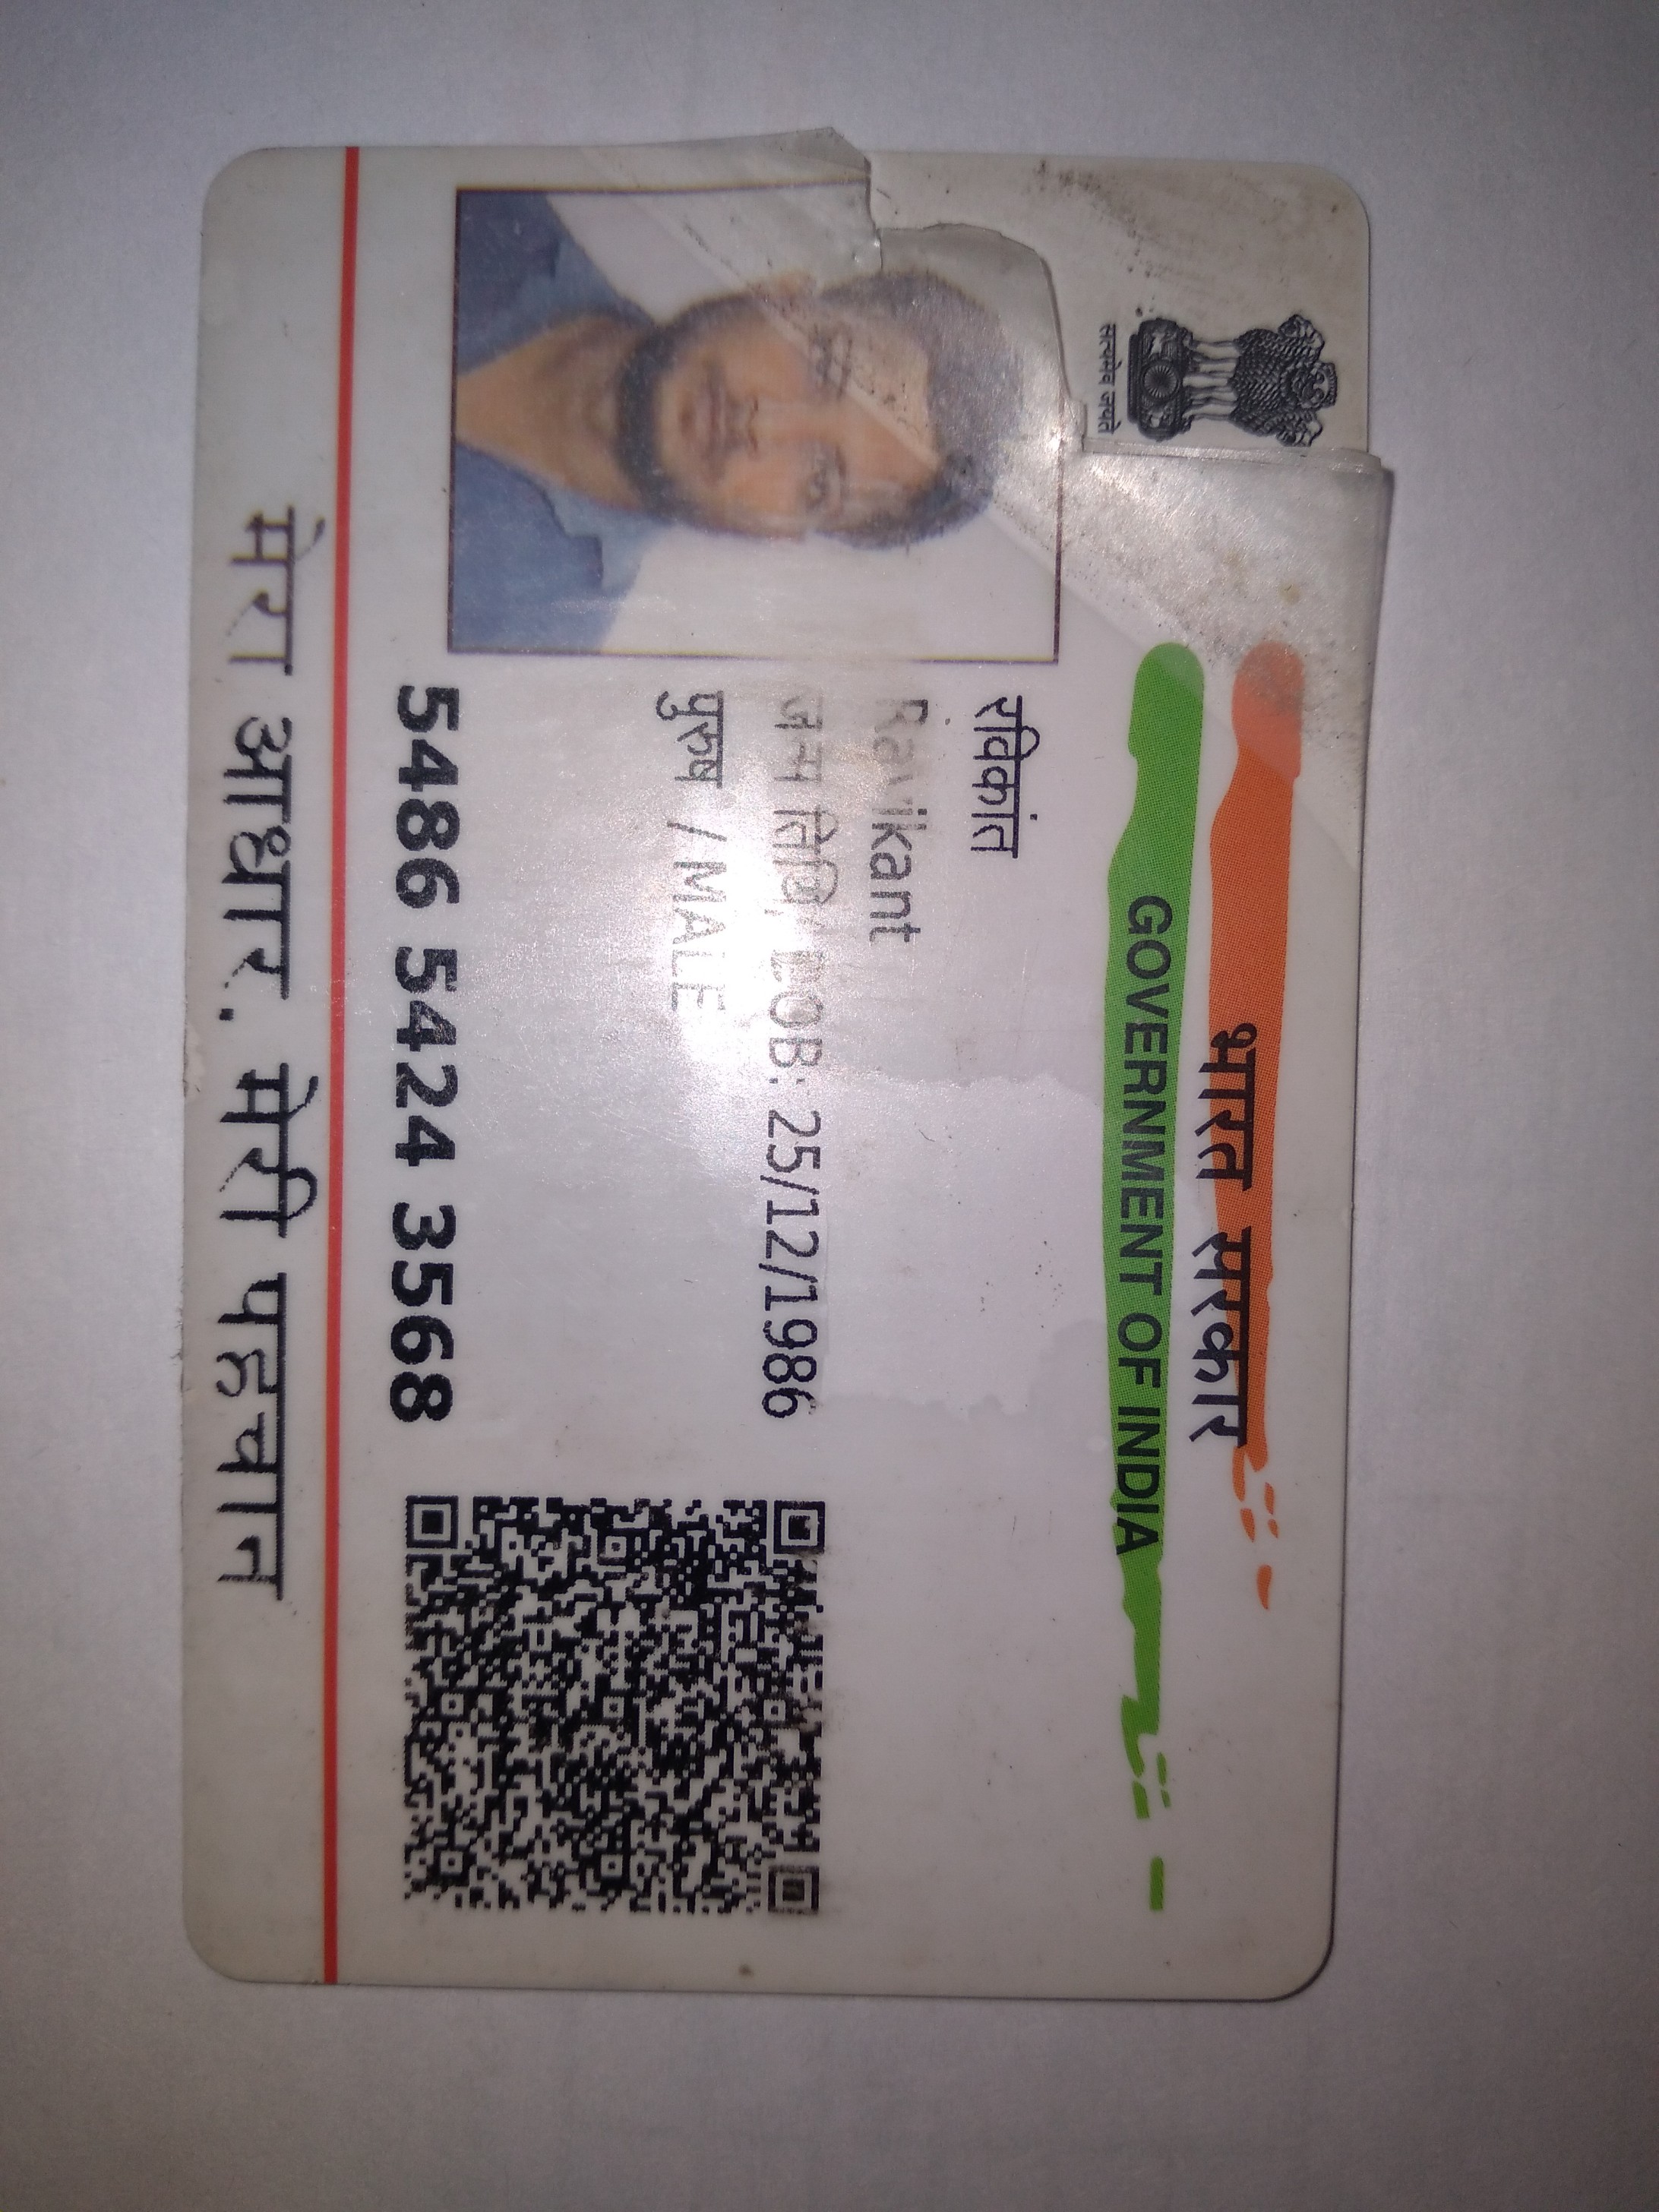 सत्यमेव जयते
भारत सरकार
GOVERNMENT OF INDIA
रविकांत
Ravikant
जन्म तिथि/ DOB: 25/12/1986
पुरुष / MALE
5486 5424 3568
मेरा आधार, मेरी पहचान